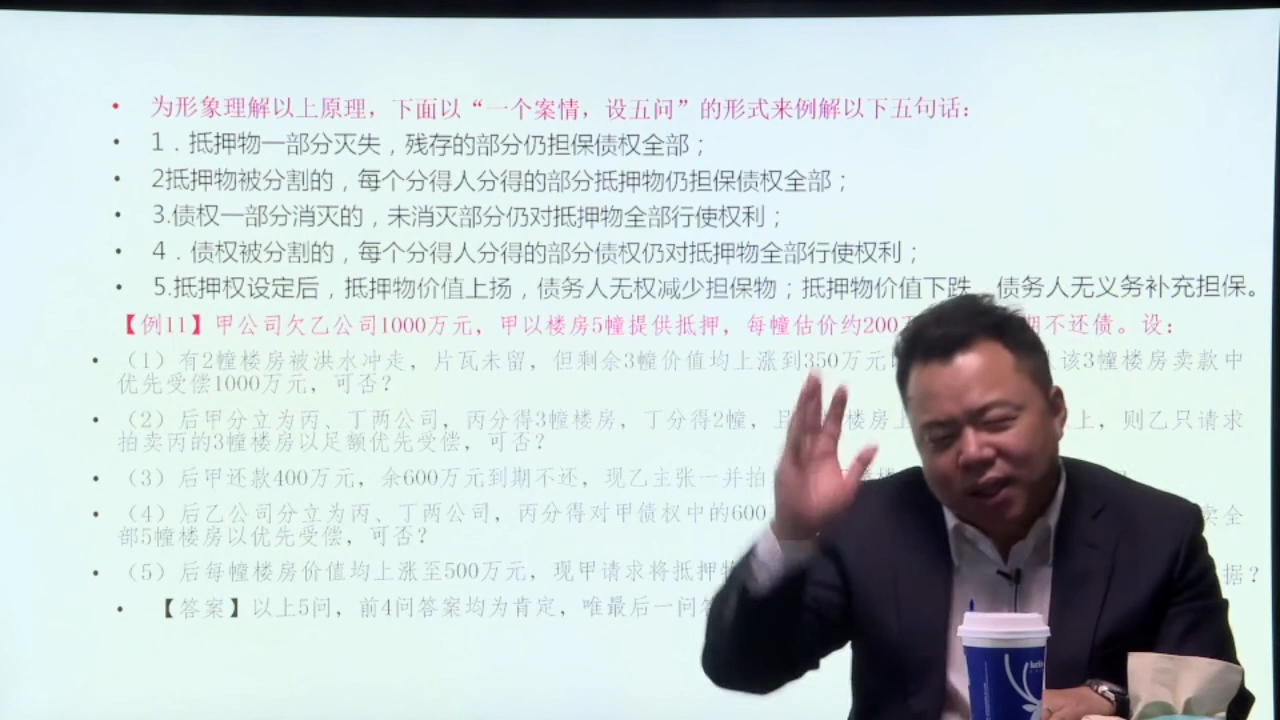 • 为形象理解以上原理，下面以“一个案情，设五问”的形式来例解以下五句话：
• 1．抵押物一部分灭失，残存的部分仍担保债权全部；
• 2抵押物被分割的，每个分得人分得的部分抵押物仍担保债权全部；
• 3.债权一部分消灭的，未消灭部分仍对抵押物全部行使权利；
• 4．债权被分割的，每个分得人分得的部分债权仍对抵押物全部行使权利；
• 5.抵押权设定后，抵押物价值上扬，债务人无权减少担保物；抵押物价值下跌，债务人无义务补充担保。
【例11】甲公司欠乙公司1000万元，甲以楼房5幢提供抵押，每幢估价约200万 期不还债。设：
• （1）有2幢楼房被洪水冲走，片瓦未留，但剩余3幢价值均上涨到350万元 该3幢楼房卖款中
优先受偿1000万元，可否？
• （2）后甲分立为丙、丁两公司，丙分得3幢楼房，丁分得2幢，且 楼房 上，则乙只请求
拍卖丙的3幢楼房以足额优先受偿，可否？
• （3）后甲还款400万元，余600万元到期不还，现乙主张一并拍
• （4）后乙公司分立为丙、丁两公司，丙分得对甲债权中的600 卖全
部5幢楼房以优先受偿，可否？
• （5）后每幢楼房价值均上涨至500万元，现甲请求将抵押 据？
• 【答案】以上5问，前4问答案均为肯定，唯最后一问